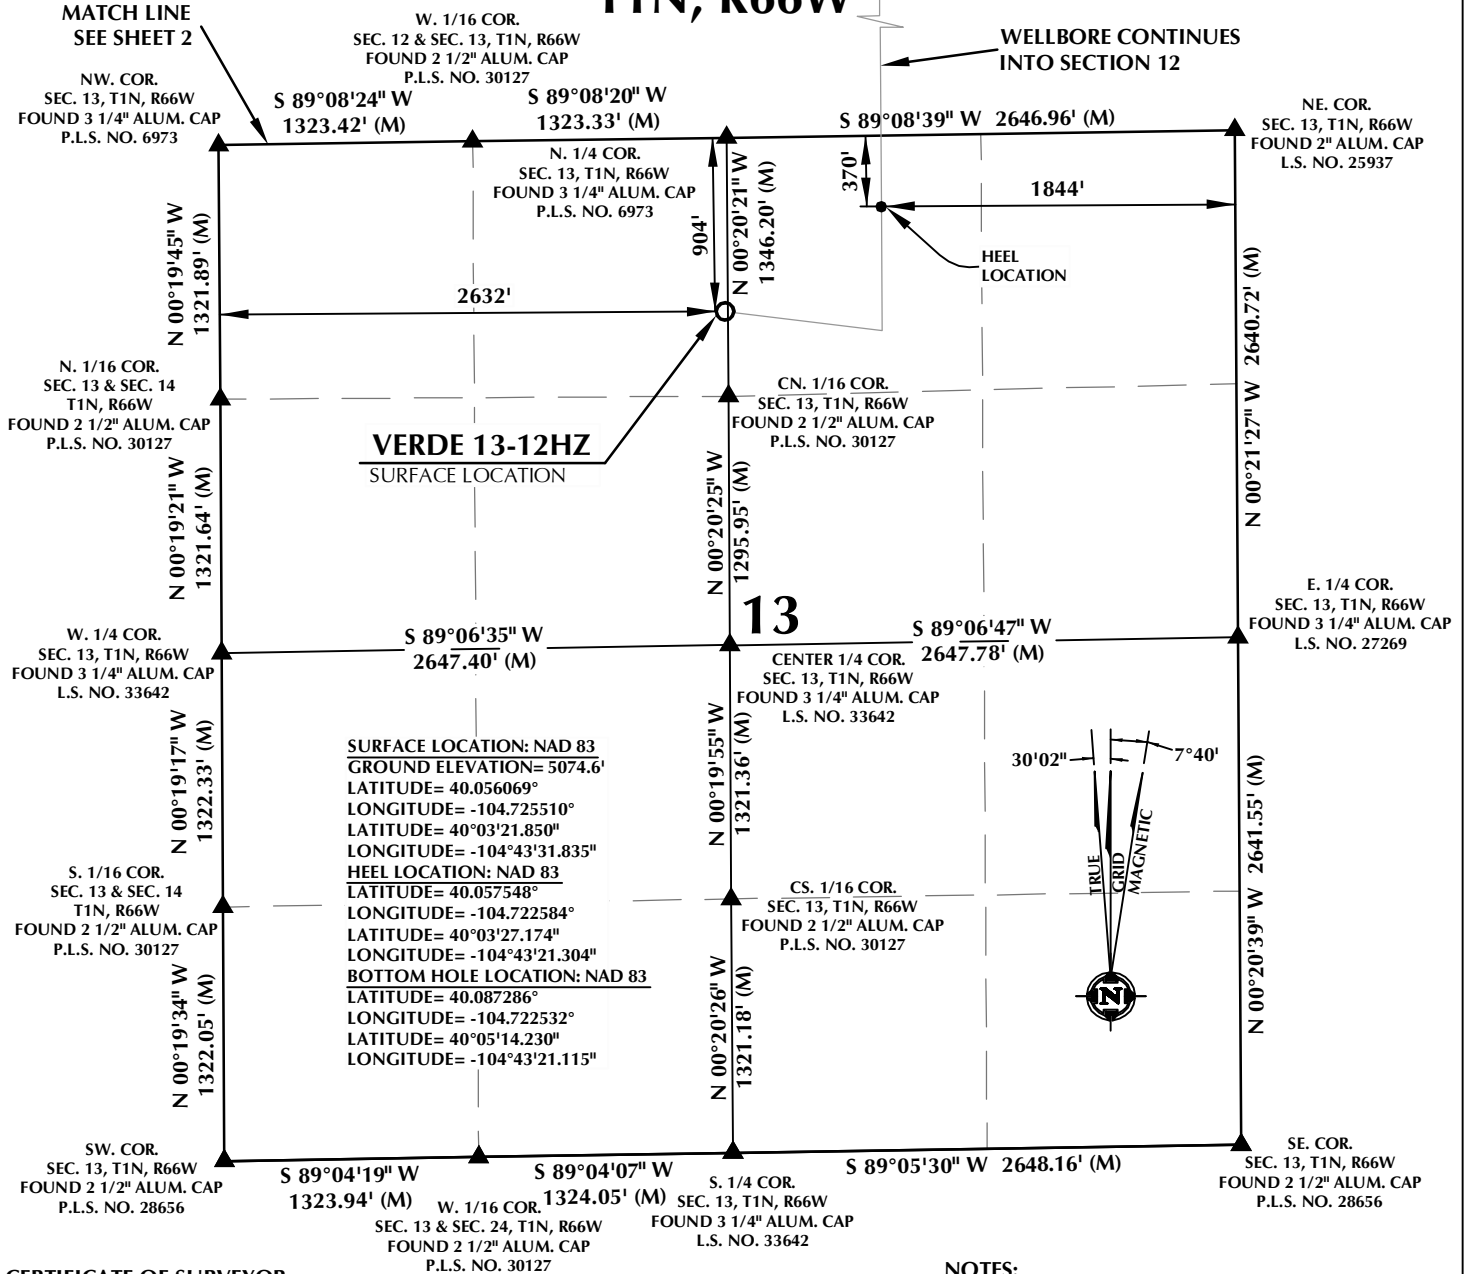 T1N, R66W
MATCH LINE
SEE SHEET 2
W. 1/16 COR.
SEC. 12 & SEC. 13, T1N, R66W
FOUND 2 1/2" ALUM. CAP
P.L.S. NO. 30127
WELLBORE CONTINUES
INTO SECTION 12
NW. COR.
SEC. 13, T1N, R66W
FOUND 3 1/4" ALUM. CAP
P.L.S. NO. 6973
S 89°08'24" W
1323.42' (M)
S 89°08'20" W
1323.33' (M)
S 89°08'39" W 2646.96' (M)
NE. COR.
SEC. 13, T1N, R66W
FOUND 2" ALUM. CAP
L.S. NO. 25937
N. 1/4 COR.
SEC. 13, T1N, R66W
FOUND 3 1/4" ALUM. CAP
P.L.S. NO. 6973
904'
N 00°20'21" W
1346.20' (M)
370'
1844'
HEEL
LOCATION
N 00°19'45" W
1321.89' (M)
2632'
N 00°21'27" W 2640.72' (M)
N. 1/16 COR.
SEC. 13 & SEC. 14
T1N, R66W
FOUND 2 1/2" ALUM. CAP
P.L.S. NO. 30127
CN. 1/16 COR.
SEC. 13, T1N, R66W
FOUND 2 1/2" ALUM. CAP
P.L.S. NO. 30127
VERDE 13-12HZ
SURFACE LOCATION
N 00°19'21" W
1321.64' (M)
N 00°20'25" W
1295.95' (M)
13
W. 1/4 COR.
SEC. 13, T1N, R66W
FOUND 3 1/4" ALUM. CAP
L.S. NO. 33642
S 89°06'35" W
2647.40' (M)
S 89°06'47" W
2647.78' (M)
E. 1/4 COR.
SEC. 13, T1N, R66W
FOUND 3 1/4" ALUM. CAP
L.S. NO. 27269
CENTER 1/4 COR.
SEC. 13, T1N, R66W
FOUND 3 1/4" ALUM. CAP
L.S. NO. 33642
N 00°19'17" W
1322.33' (M)
SURFACE LOCATION: NAD 83
GROUND ELEVATION= 5074.6'
LATITUDE= 40.056069°
LONGITUDE= -104.725510°
LATITUDE= 40°03'21.850"
LONGITUDE= -104°43'31.835"
HEEL LOCATION: NAD 83
LATITUDE= 40.057548°
LONGITUDE= -104.722584°
LATITUDE= 40°03'27.174"
LONGITUDE= -104°43'21.304"
BOTTOM HOLE LOCATION: NAD 83
LATITUDE= 40.087286°
LONGITUDE= -104.722532°
LATITUDE= 40°05'14.230"
LONGITUDE= -104°43'21.115"
N 00°19'55" W
1321.36' (M)
30'02"
7°40'
TRUE
GRID
MAGNETIC
N
N 00°20'39" W 2641.55' (M)
S. 1/16 COR.
SEC. 13 & SEC. 14
T1N, R66W
FOUND 2 1/2" ALUM. CAP
P.L.S. NO. 30127
CS. 1/16 COR.
SEC. 13, T1N, R66W
FOUND 2 1/2" ALUM. CAP
P.L.S. NO. 30127
N 00°19'34" W
1322.05' (M)
N 00°20'26" W
1321.18' (M)
SW. COR.
SEC. 13, T1N, R66W
FOUND 2 1/2" ALUM. CAP
P.L.S. NO. 28656
S 89°04'19" W
1323.94' (M)
S 89°04'07" W
1324.05' (M)
S 89°05'30" W 2648.16' (M)
SE. COR.
SEC. 13, T1N, R66W
FOUND 2 1/2" ALUM. CAP
P.L.S. NO. 28656
W. 1/16 COR.
SEC. 13 & SEC. 24, T1N, R66W
FOUND 2 1/2" ALUM. CAP
P.L.S. NO. 30127
S. 1/4 COR.
SEC. 13, T1N, R66W
FOUND 3 1/4" ALUM. CAP
L.S. NO. 33642
CERTIFICATE OF SURVEYOR
NOTES: